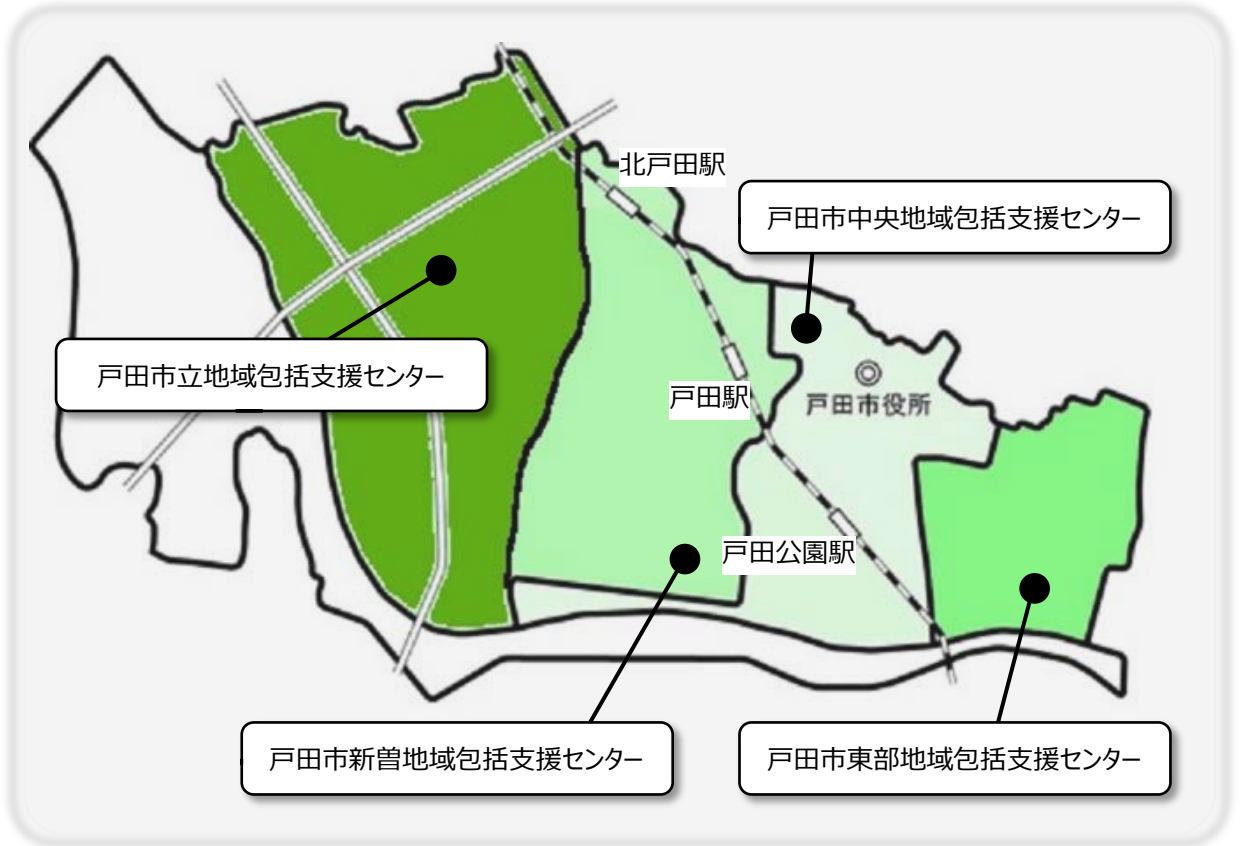 北戸田駅
戸田市中央地域包括支援センター
戸田市立地域包括支援センター
戸田駅
戸田市役所
戸田公園駅
戸田市新曽地域包括支援センター
戸田市東部地域包括支援センター